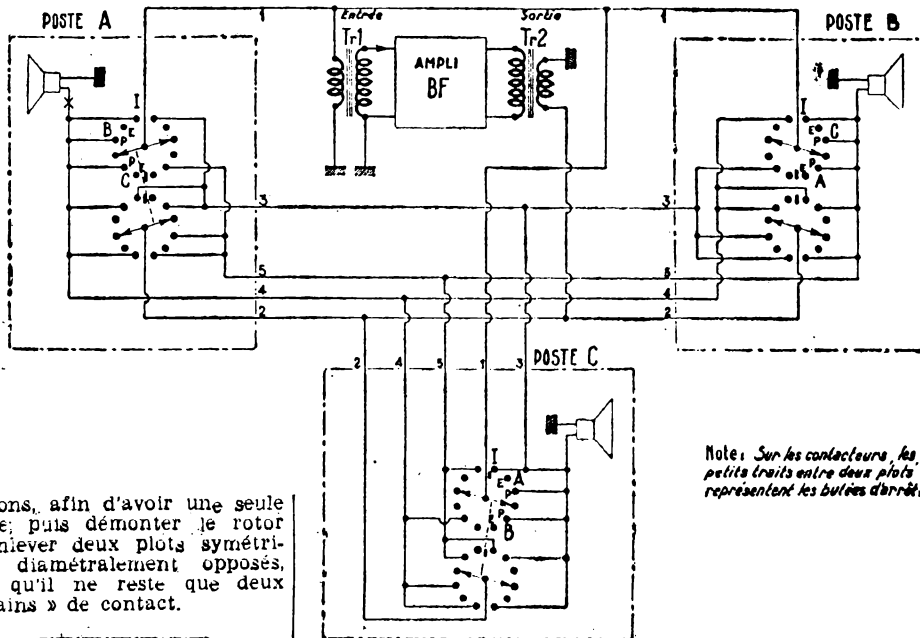 POSTE A
1
Entrée
Sortie
1
POSTE B
Tr1
AMPLI
BF
Tr2
I
B
E
P
P
C
I
E
C
P
P
E
A
3
3
5
5
4
4
2
2
2
4
5
1
3
POSTE C
I
A
E
P
P
E
B
Note: Sur les contacteurs, les
petits traits entre deux plots
représentent les butées d'arrêt
ons, afin d'avoir une seule
e; puis démonter le rotor
nlever deux plots symétri-
diamétralement opposés,
qu'il ne reste que deux
ains » de contact.